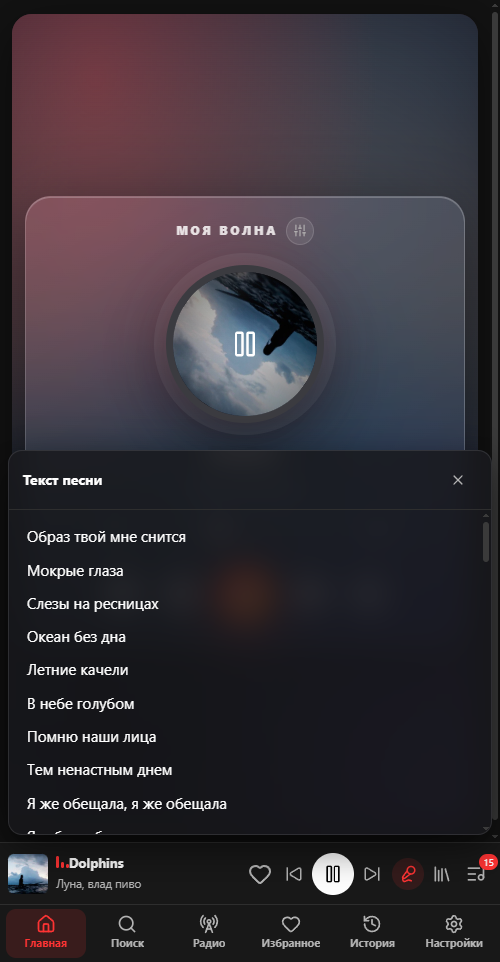 МОЯ ВОЛНА
Текст песни
Образ твой мне снится
Мокрые глаза
Слезы на ресницах
Океан без дна
Летние качели
В небе голубом
Помню наши лица
Тем ненастным днем
Я же обещала, я же обещала
Dolphins
Луна, влад пиво
15
Главная
Поиск
Радио
Избранное
История
Настройки